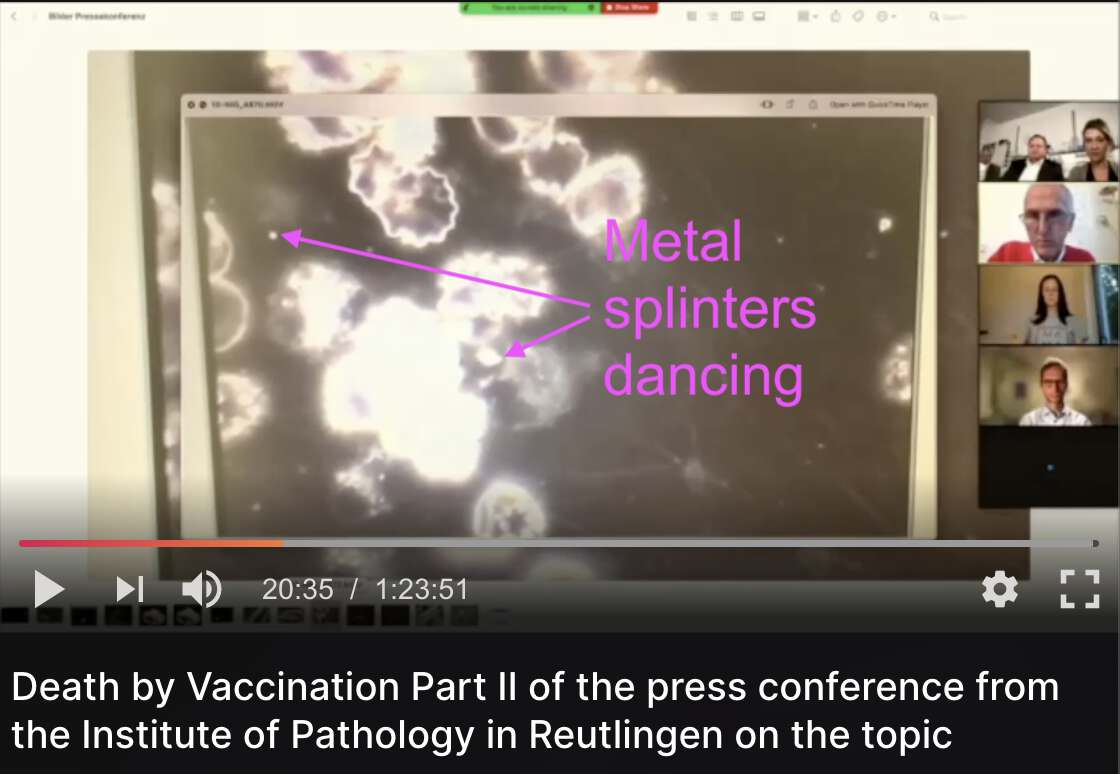 Bilder Pressekonferenz
You are screen sharing
Stop Share
Search
Open with QuickTime Player
Metal
splinters
dancing
20:35 / 1:23:51
Death by Vaccination Part II of the press conference from
the Institute of Pathology in Reutlingen on the topic